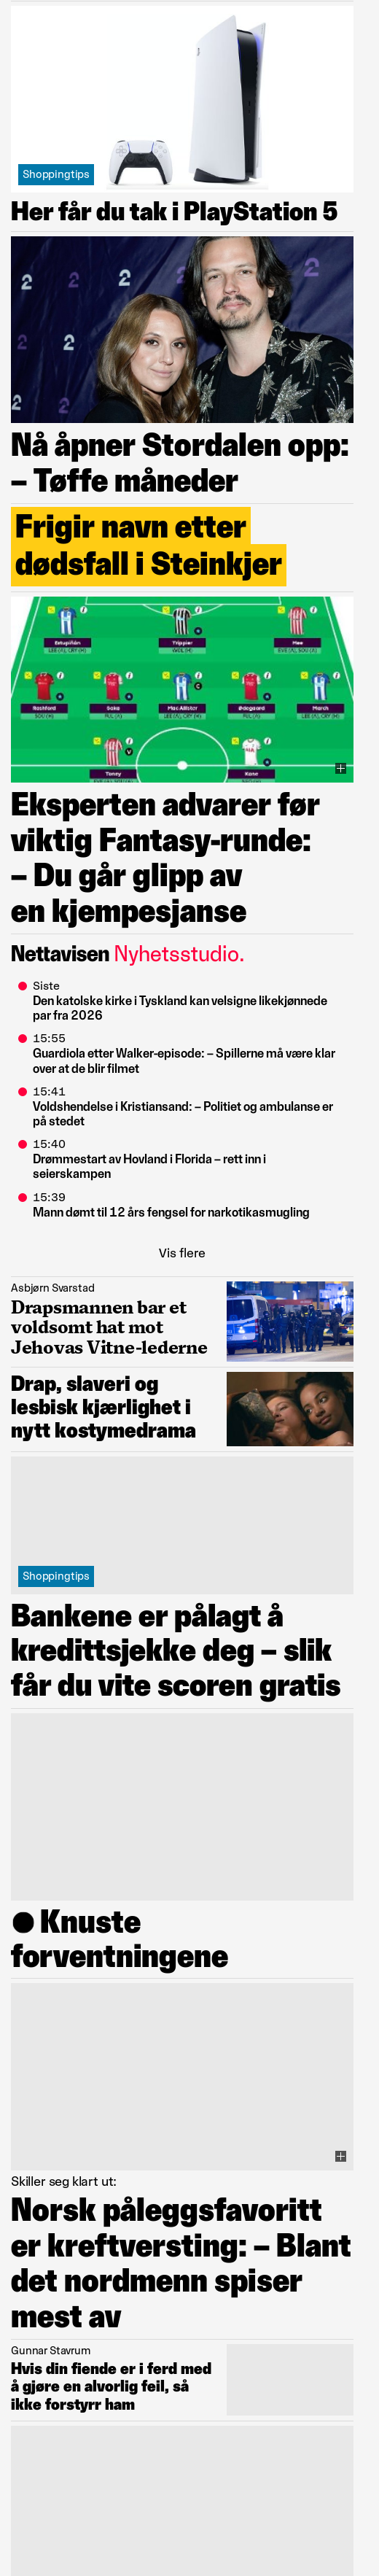 Shoppingtips
Her får du tak i PlayStation 5
2
2
2
2
2
Nå åpner Stordalen opp:
– Tøffe måneder
Frigir navn etter
dødsfall i Steinkjer
Estupiñán
Trippier
Mee
Rashford
Saka
Mac Allister
Ødegaard
March
Toney
Kane
Eksperten advarer før
viktig Fantasy-runde:
– Du går glipp av
en kjempesjanse
Nettavisen Nyhetsstudio.
Siste
Den katolske kirke i Tyskland kan velsigne likekjønnede
par fra 2026
15:55
Guardiola etter Walker-episode: – Spillerne må være klar
over at de blir filmet
15:41
Voldshendelse i Kristiansand: – Politiet og ambulanse er
på stedet
15:40
Drømmestart av Hovland i Florida – rett inn i
seierskampen
15:39
Mann dømt til 12 års fengsel for narkotikasmugling
Vis flere
Asbjørn Svarstad
Drapsmannen bar et
voldsomt hat mot
Jehovas Vitne-lederne
Drap, slaveri og
lesbisk kjærlighet i
nytt kostymedrama
Shoppingtips
Bankene er pålagt å
kredittsjekke deg – slik
får du vite scoren gratis
Knuste
forventningene
Skiller seg klart ut:
Norsk påleggsfavoritt
er kreftversting: – Blant
det nordmenn spiser
mest av
Gunnar Stavrum
Hvis din fiende er i ferd med
å gjøre en alvorlig feil, så
ikke forstyrr ham